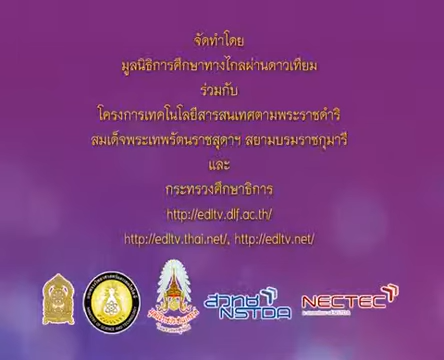 จัดทำโดย
มูลนิธิการศึกษาทางไกลผ่านดาวเทียม
ร่วมกับ
โครงการเทคโนโลยีสารสนเทศตามพระราชดำริ
สมเด็จพระเทพรัตนราชสุดาฯ สยามบรมราชกุมารี
และ
กระทรวงศึกษาธิการ
http://edltv.dlf.ac.th/
http://edltv.thai.net/, http://edltv.net/
สวทช
NSTDA
NECTEC